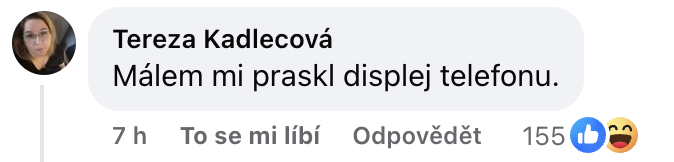 Tereza Kadlecová
Málem mi praskl displej telefonu.
7 h To se mi líbí Odpovědět 155